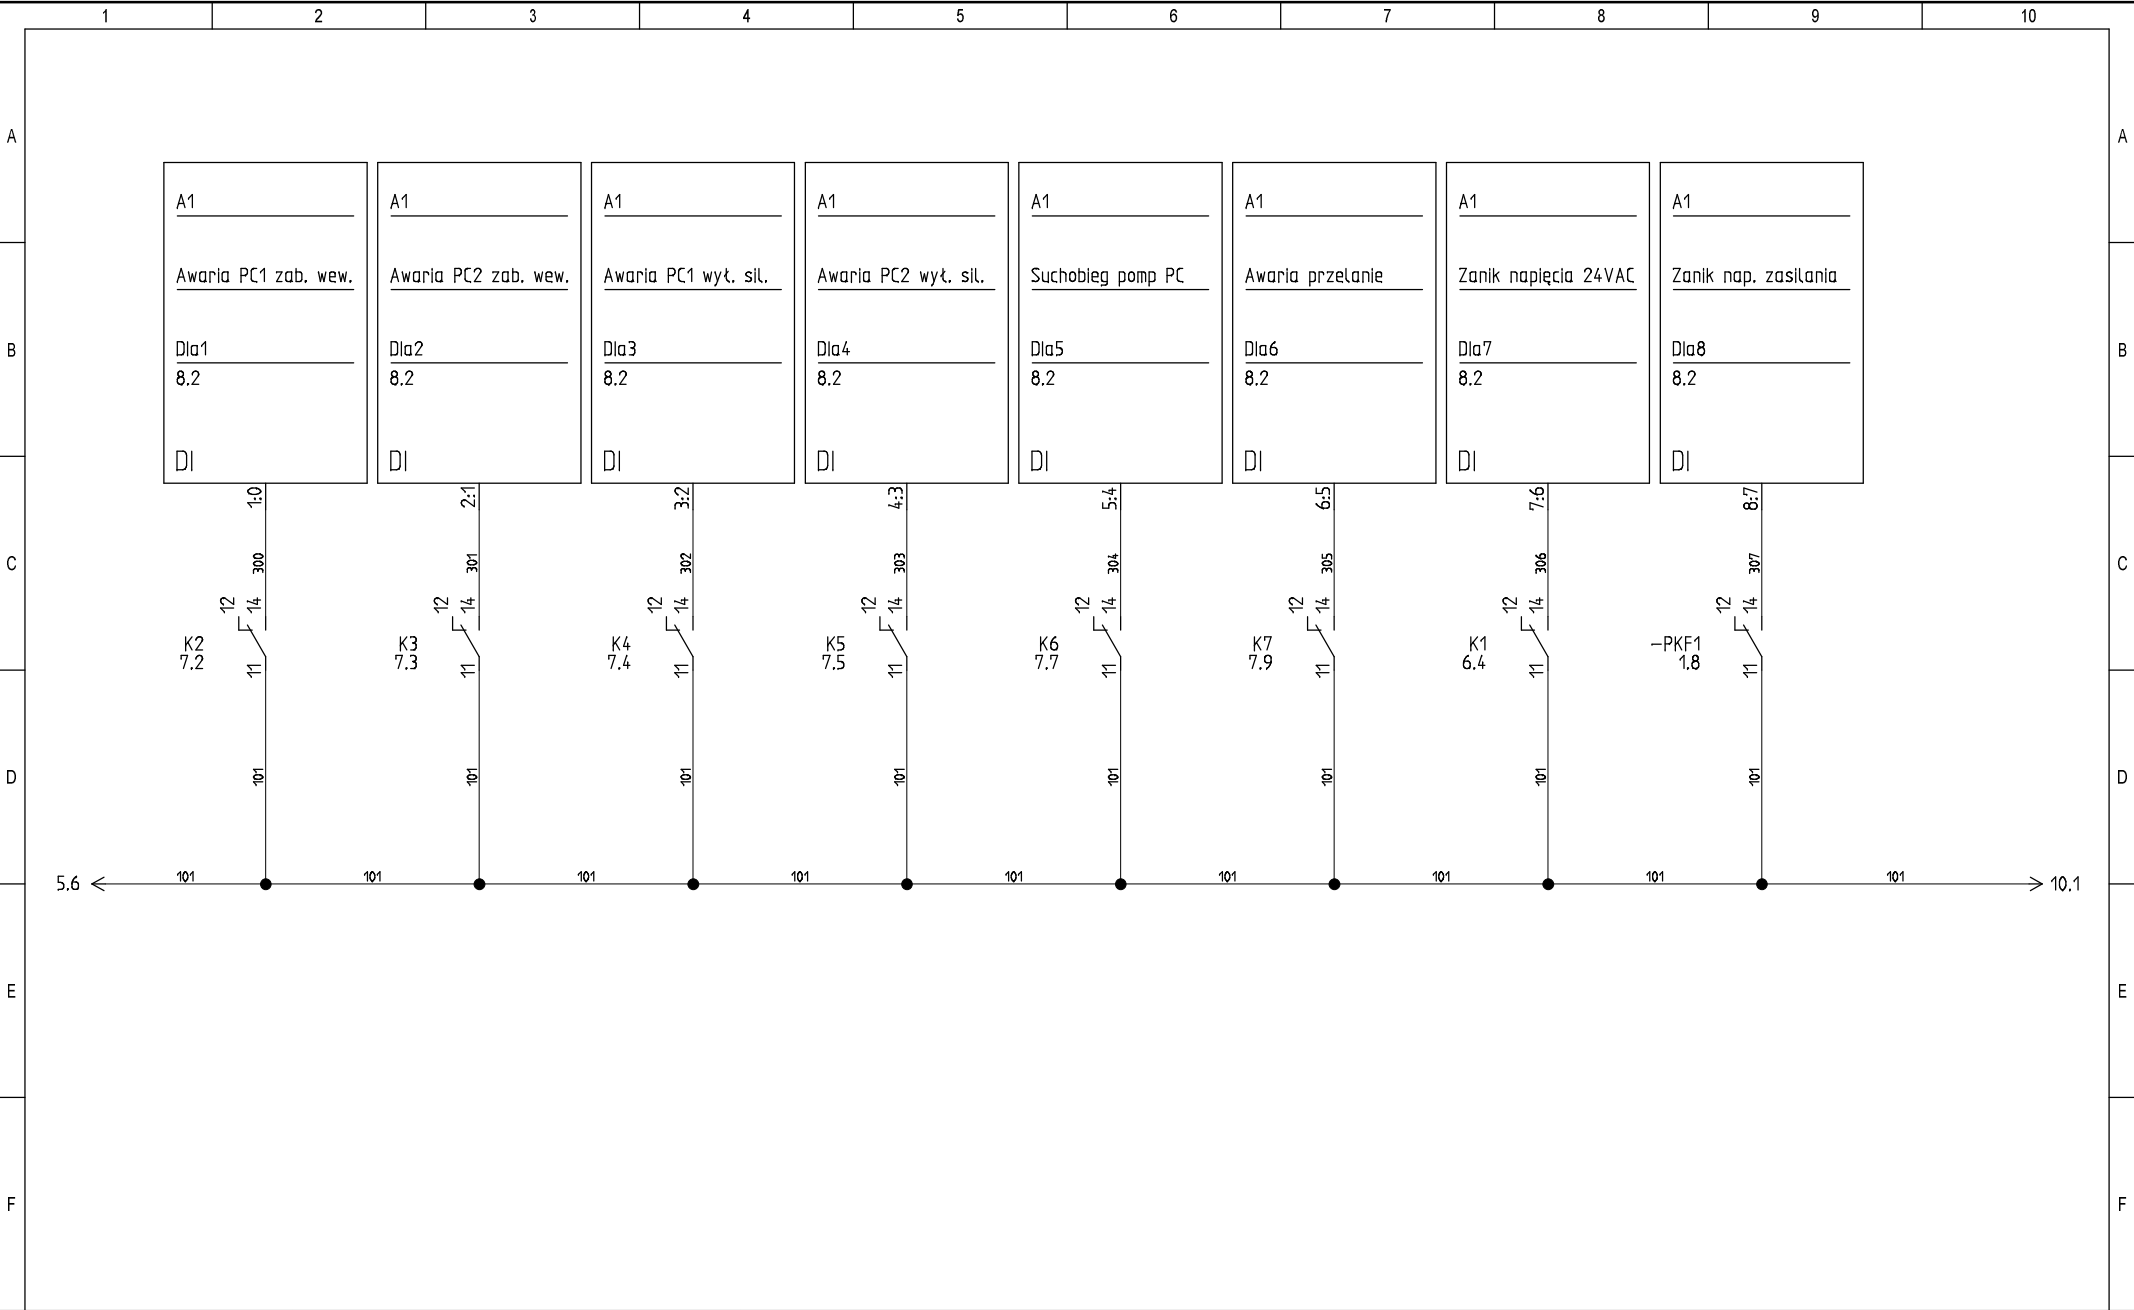 1 2 3 4 5 6 7 8 9 10
A A
A1 A1 A1 A1 A1 A1 A1 A1
Awaria PC1 zab. wew. Awaria PC2 zab. wew. Awaria PC1 wył. sil. Awaria PC2 wył. sil. Suchobieg pomp PC Awaria przelanie Zanik napięcia 24VAC Zanik nap. zasilania
B DIa1 DIa2 DIa3 DIa4 DIa5 DIa6 DIa7 DIa8 B
8.2 8.2 8.2 8.2 8.2 8.2 8.2 8.2
DI DI DI DI DI DI DI DI
1:0 2:1 3:2 4:3 5:4 6:5 7:6 8:7
C 300 301 302 303 304 305 306 307 C
12 14 12 14 12 14 12 14 12 14 12 14 12 14 12 14
K2 K3 K4 K5 K6 K7 K1 -PKF1
7.2 11 7.3 11 7.4 11 7.5 11 7.7 11 7.9 11 6.4 11 1.8 11
D 101 101 101 101 101 101 101 101 D
101 101 101 101 101 101 101 101 101
5.6 10.1
E E
F F